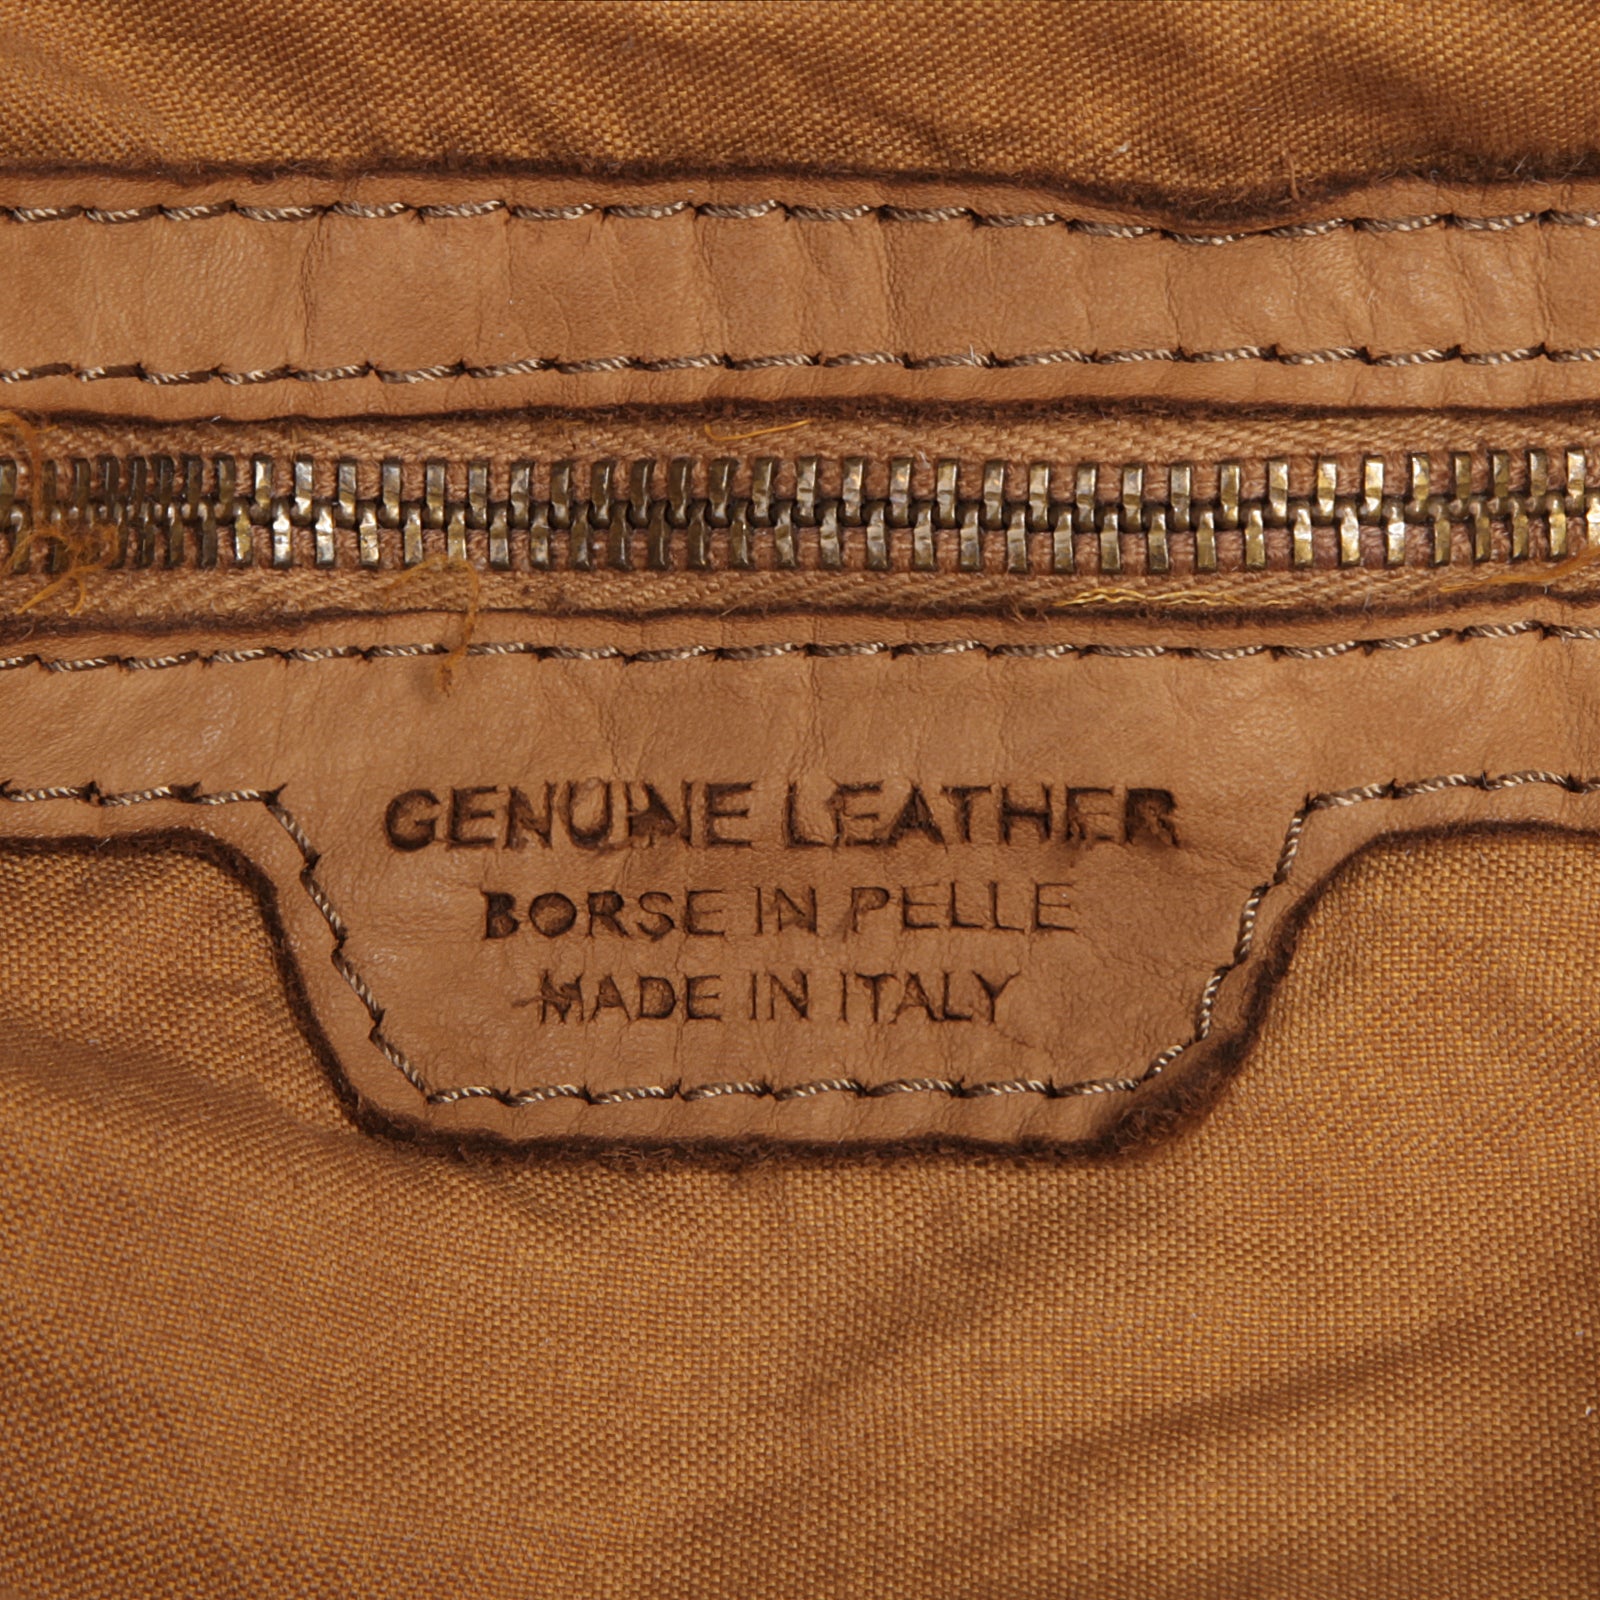 GENUINE LEATHER
BORSE IN PELLE
MADE IN ITALY